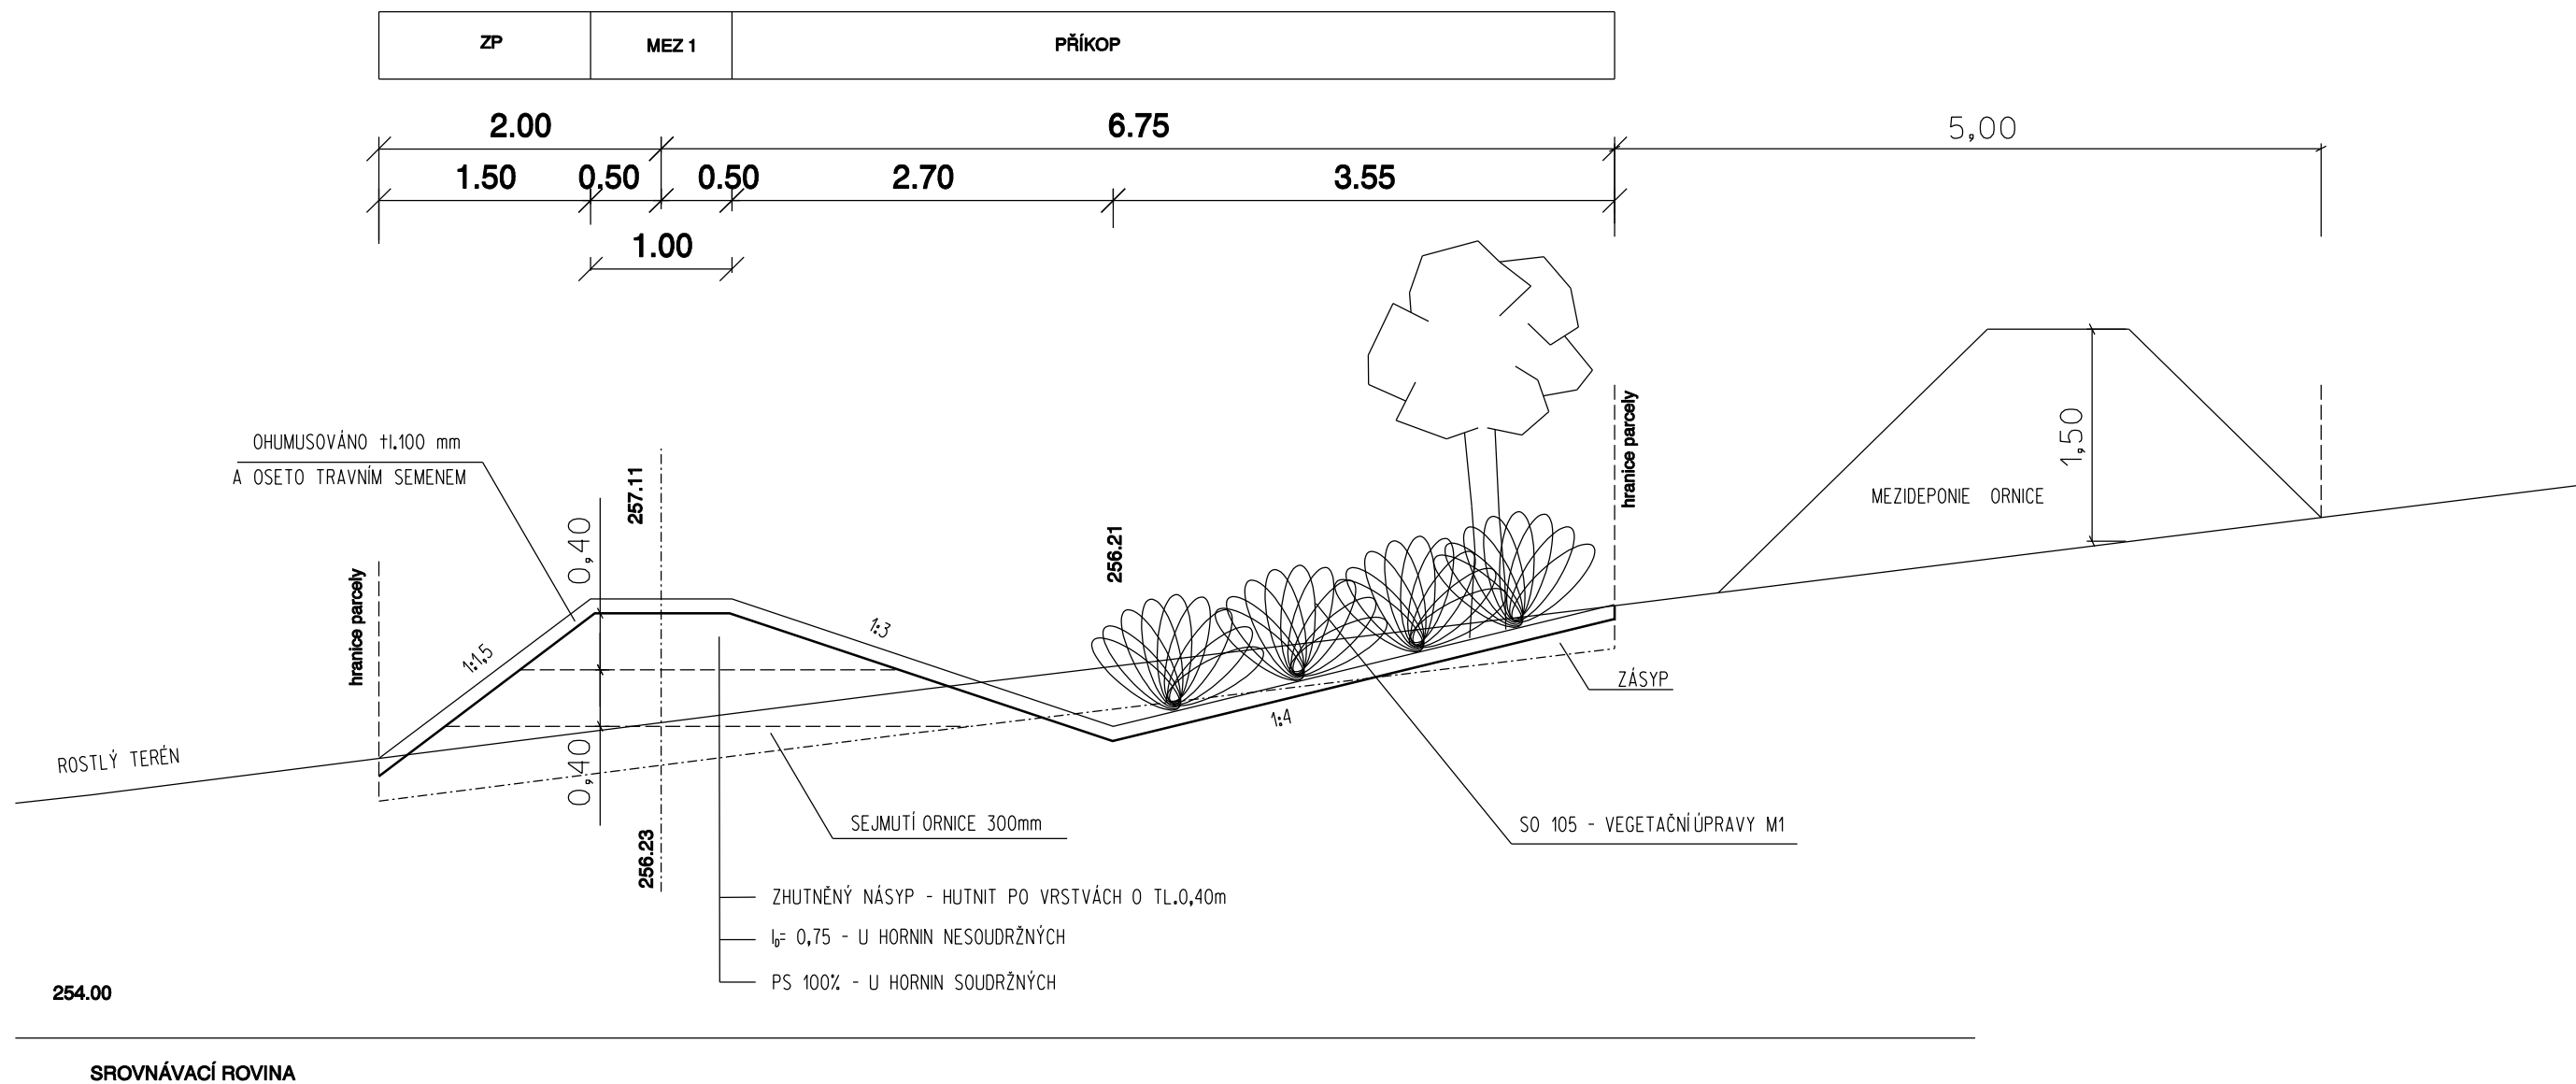 ZP
MEZ 1
PŘÍKOP
2.00
6.75
5,00
1.50
0.50
0.50
2.70
3.55
1.00
OHUMUSOVÁNO tl.100 mm
A OSETO TRAVNÍM SEMENEM
hranice parcely
0,40
257.11
256.21
hranice parcely
1,50
MEZIDEPONIE ORNICE
1:1,5
1:3
1:4
ZÁSYP
ROSTLÝ TERÉN
0,40
256.23
SEJMUTÍ ORNICE 300mm
SO 105 - VEGETAČNÍ ÚPRAVY M1
ZHUTNĚNÝ NÁSYP - HUTNIT PO VRSTVÁCH O TL.0,40m
ID= 0,75 - U HORNIN NESOUDRŽNÝCH
PS 100% - U HORNIN SOUDRŽNÝCH
254.00
SROVNÁVACÍ ROVINA